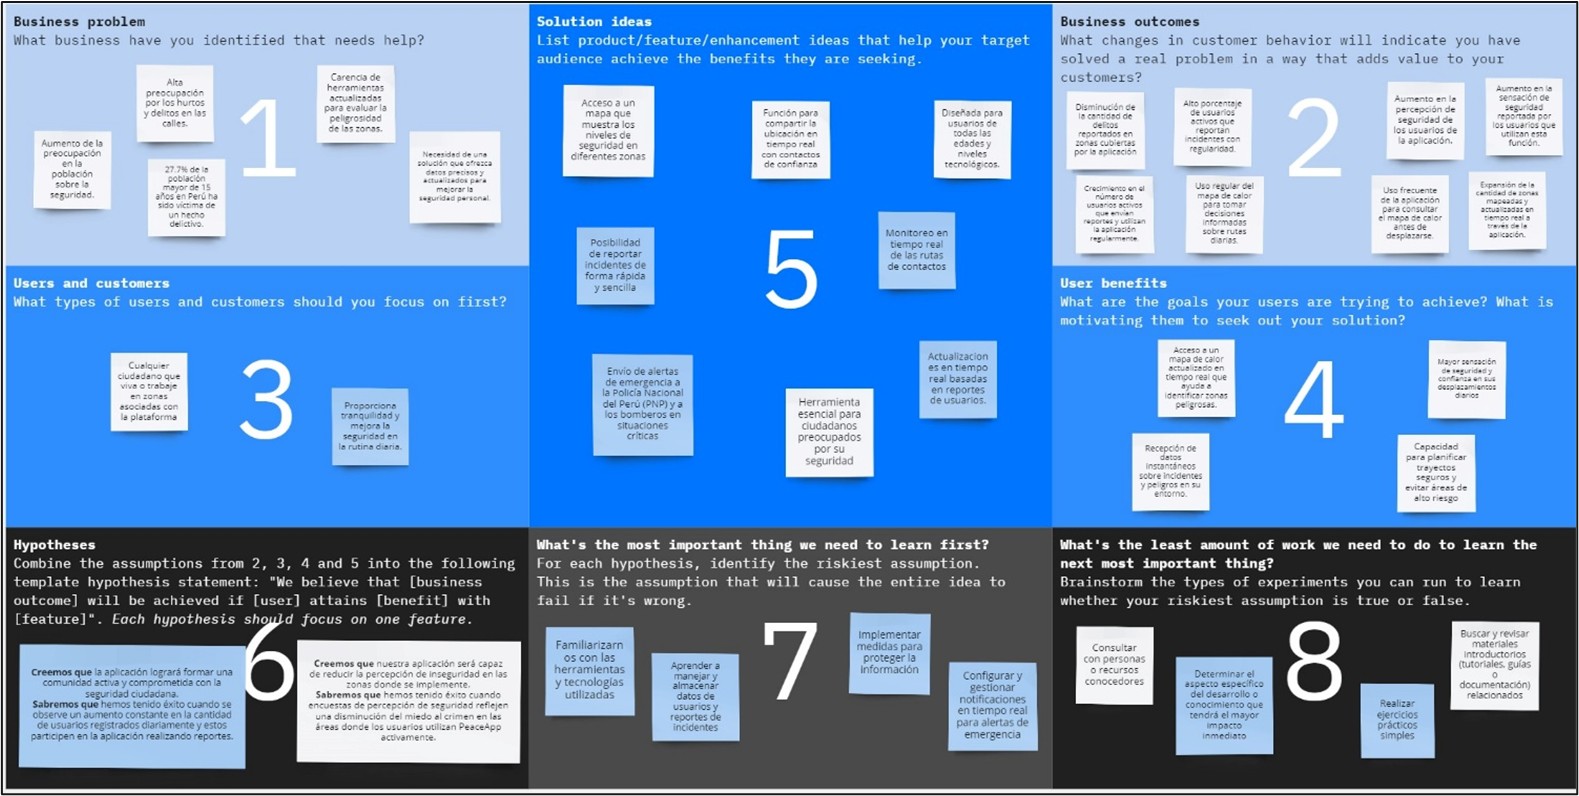 Business problem
What business have you identified that needs help?
Alta
preocupación
por los hurtos
y delitos en las
calles.
Carencia de
herramientas
actualizadas
para evaluar la
peligrosidad
de las zonas.
1
Aumento de la
preocupación
en la
población
sobre la
seguridad.
27.7% de la
población
mayor de 15
años en Perú ha
sido víctima de
un hecho
delictivo.
Necesidad de una
solución que ofrezca
datos precisos y
actualizados para
mejorar la
seguridad personal.
Solution ideas
List product/feature/enhancement ideas that help your target
audience achieve the benefits they are seeking.
Acceso a un
mapa que
muestra los
niveles de
seguridad en
diferentes zonas
Función para
compartir la
ubicación en
tiempo real
con contactos
de confianza
Diseñada para
usuarios de
todas las
edades y
niveles
tecnológicos.
Posibilidad
de reportar
incidentes de
forma rápida
y sencilla
5
Monitoreo en
tiempo real
de las rutas
de contactos
Envío de alertas
de emergencia a
la Policía Nacional
del Perú (PNP) y a
los bomberos en
situaciones
críticas
Herramienta
esencial para
ciudadanos
preocupados
por su
seguridad
Actualizacion
es en tiempo
real basadas
en reportes
de usuarios.
Business outcomes
What changes in customer behavior will indicate you have
solved a real problem in a way that adds value to your
customers?
Disminución de
la cantidad de
delitos
reportados en
zonas cubiertas
por la aplicación
Alto porcentaje
de usuarios
activos que
reportan
incidentes con
regularidad.
2
Aumento en la
percepción de
seguridad de
los usuarios de
la aplicación.
Aumento en la
sensación de
seguridad
reportada por
los usuarios que
utilizan esta
función.
Crecimiento en el
número de
usuarios activos
que envían
reportes y utilizan
la aplicación
regularmente.
Uso regular del
mapa de calor
para tomar
decisiones
informadas
sobre rutas
diarias.
Uso frecuente
de la aplicación
para consultar
el mapa de calor
antes de
desplazarse.
Expansión de la
cantidad de zonas
mapeadas y
actualizadas en
tiempo real a
través de la
aplicación.
Users and customers
What types of users and customers should you focus on first?
Cualquier
ciudadano que
viva o trabaje
en zonas
asociadas con
la plataforma
3
Proporciona
tranquilidad y
mejora la
seguridad en
la rutina diaria.
User benefits
What are the goals your users are trying to achieve? What is
motivating them to seek out your solution?
Acceso a un
mapa de calor
actualizado en
tiempo real que
ayuda a
identificar zonas
peligrosas.
4
Mayor sensación
de seguridad y
confianza en sus
desplazamientos
diarios
Recepción de
datos
instantáneos
sobre incidentes
y peligros en su
entorno.
Capacidad
para planificar
trayectos
seguros y
evitar áreas de
alto riesgo
Hypotheses
Combine the assumptions from 2, 3, 4 and 5 into the following
template hypothesis statement: "We believe that [business
outcome] will be achieved if [user] attains [benefit] with
[feature]". Each hypothesis should focus on one feature.
6
Creemos que la aplicación logrará formar una
comunidad activa y comprometida con la
seguridad ciudadana.
Sabremos que hemos tenido éxito cuando se
observe un aumento constante en la cantidad
de usuarios registrados diariamente y estos
participen en la aplicación realizando reportes.
Creemos que nuestra aplicación será capaz
de reducir la percepción de inseguridad en las
zonas donde se implemente.
Sabremos que hemos tenido éxito cuando
encuestas de percepción de seguridad reflejen
una disminución del miedo al crimen en las
áreas donde los usuarios utilizan PeaceApp
activamente.
What's the most important thing we need to learn first?
For each hypothesis, identify the riskiest assumption.
This is the assumption that will cause the entire idea to
fail if it's wrong.
Familiarizarn
os con las
herramientas
y tecnologías
utilizadas
Aprender a
manejar y
almacenar
datos de
usuarios y
reportes de
incidentes
7
Implementar
medidas para
proteger la
información
Configurar y
gestionar
notificaciones
en tiempo real
para alertas de
emergencia
What's the least amount of work we need to do to learn the
next most important thing?
Brainstorm the types of experiments you can run to learn
whether your riskiest assumption is true or false.
Consultar
con personas
o recursos
conocedores
Determinar el
aspecto específico
del desarrollo o
conocimiento que
tendrá el mayor
impacto
inmediato
8
Realizar
ejercicios
prácticos
simples
Buscar y revisar
materiales
introductorios
(tutoriales, guías
o
documentación)
relacionados